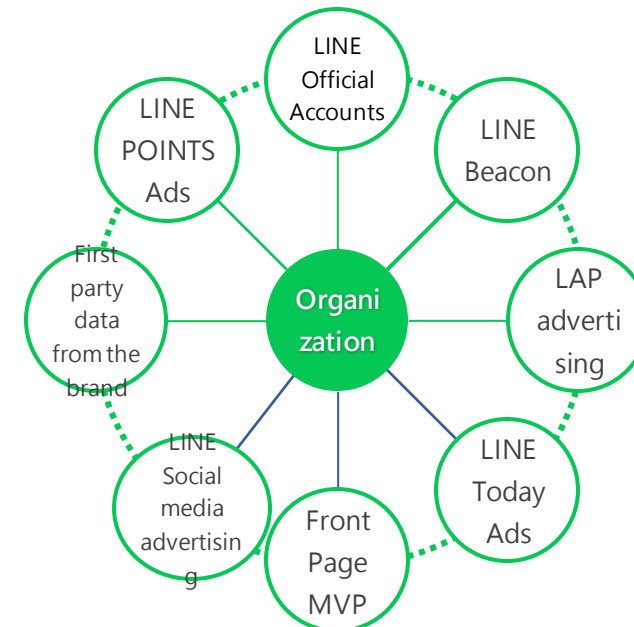 LINE
Official
Accounts
LINE
POINTS
Ads
LINE
Beacon
First
party
data
from the
brand
Organi
zation
LAP
adverti
sing
LINE
Social
media
advertisin
g
Front
Page
MVP
LINE
Today
Ads